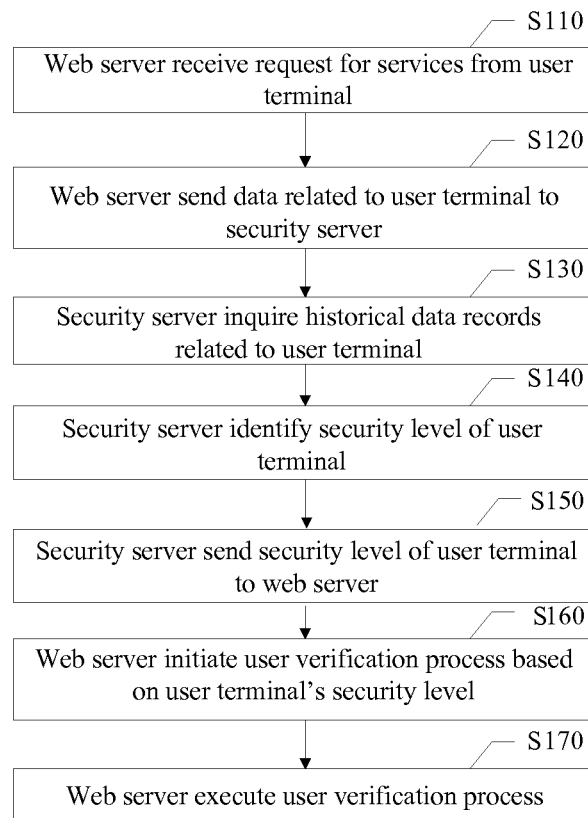 S110
Web server receive request for services from user
terminal
S120
Web server send data related to user terminal to
security server
S130
Security server inquire historical data records
related to user terminal
S140
Security server identify security level of user
terminal
S150
Security server send security level of user terminal
to web server
S160
Web server initiate user verification process based
on user terminal's security level
S170
Web server execute user verification process